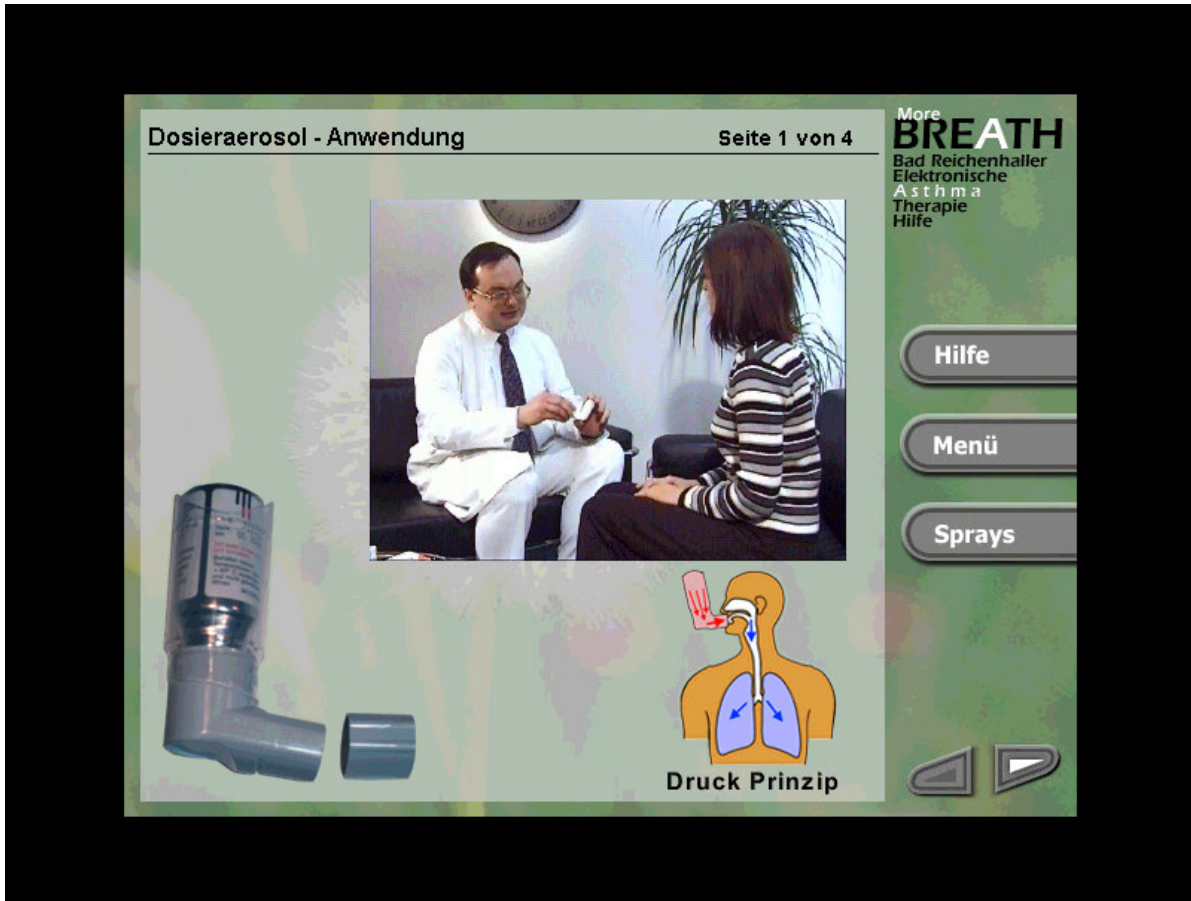 Dosieraerosol - Anwendung
Seite 1 von 4
More
BREATH
Bad Reichenhaller
Elektronische
Asthma
Therapie
Hilfe
Hilfe
Menü
Sprays
Druck Prinzip